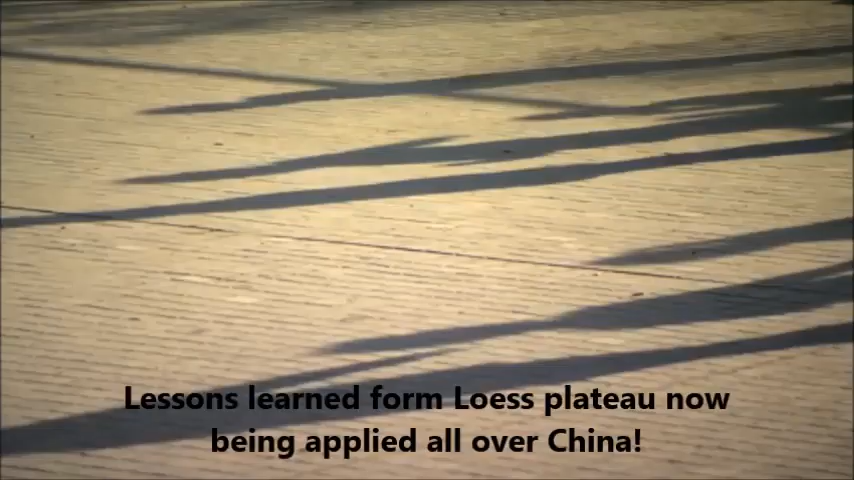 Lessons learned form Loess plateau now
being applied all over China!